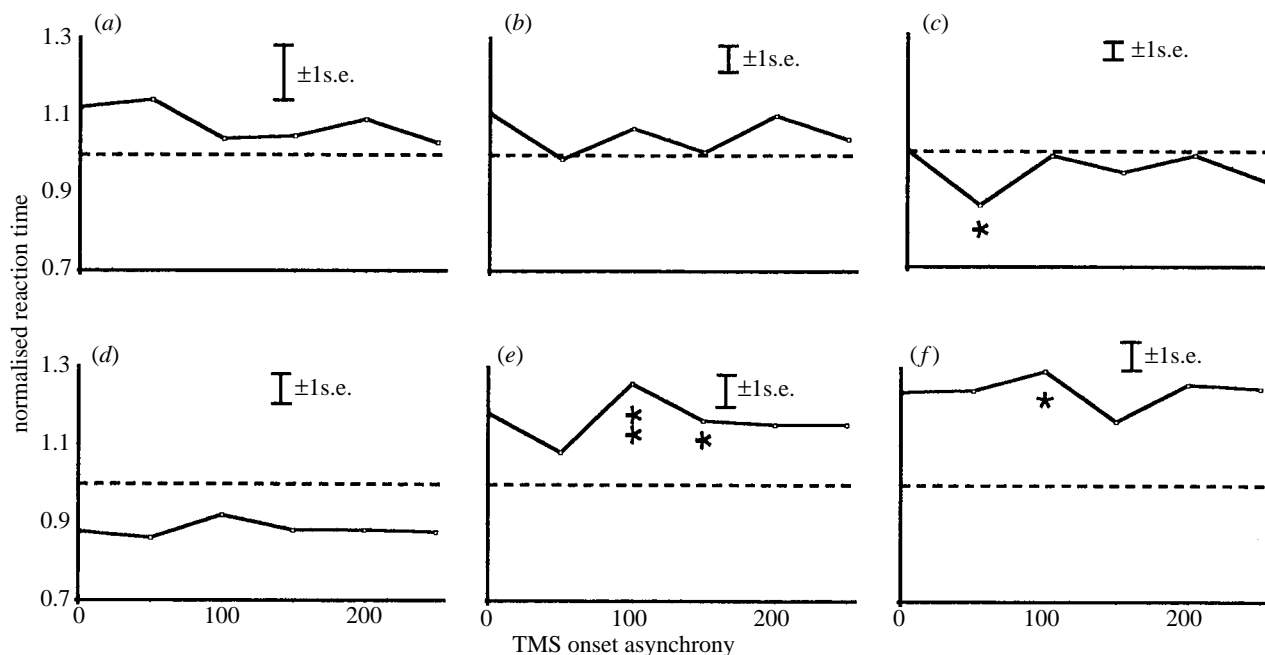 (a)
(b)
(c)
1.3
1.1
0.9
0.7
±1s.e.
±1s.e.
±1s.e.
normalised reaction time
(d)
(e)
(f)
1.3
1.1
0.9
0.7
±1s.e.
±1s.e.
±1s.e.
*
*
*
*
*
0 100 200
0 100 200
0 100 200
TMS onset asynchrony